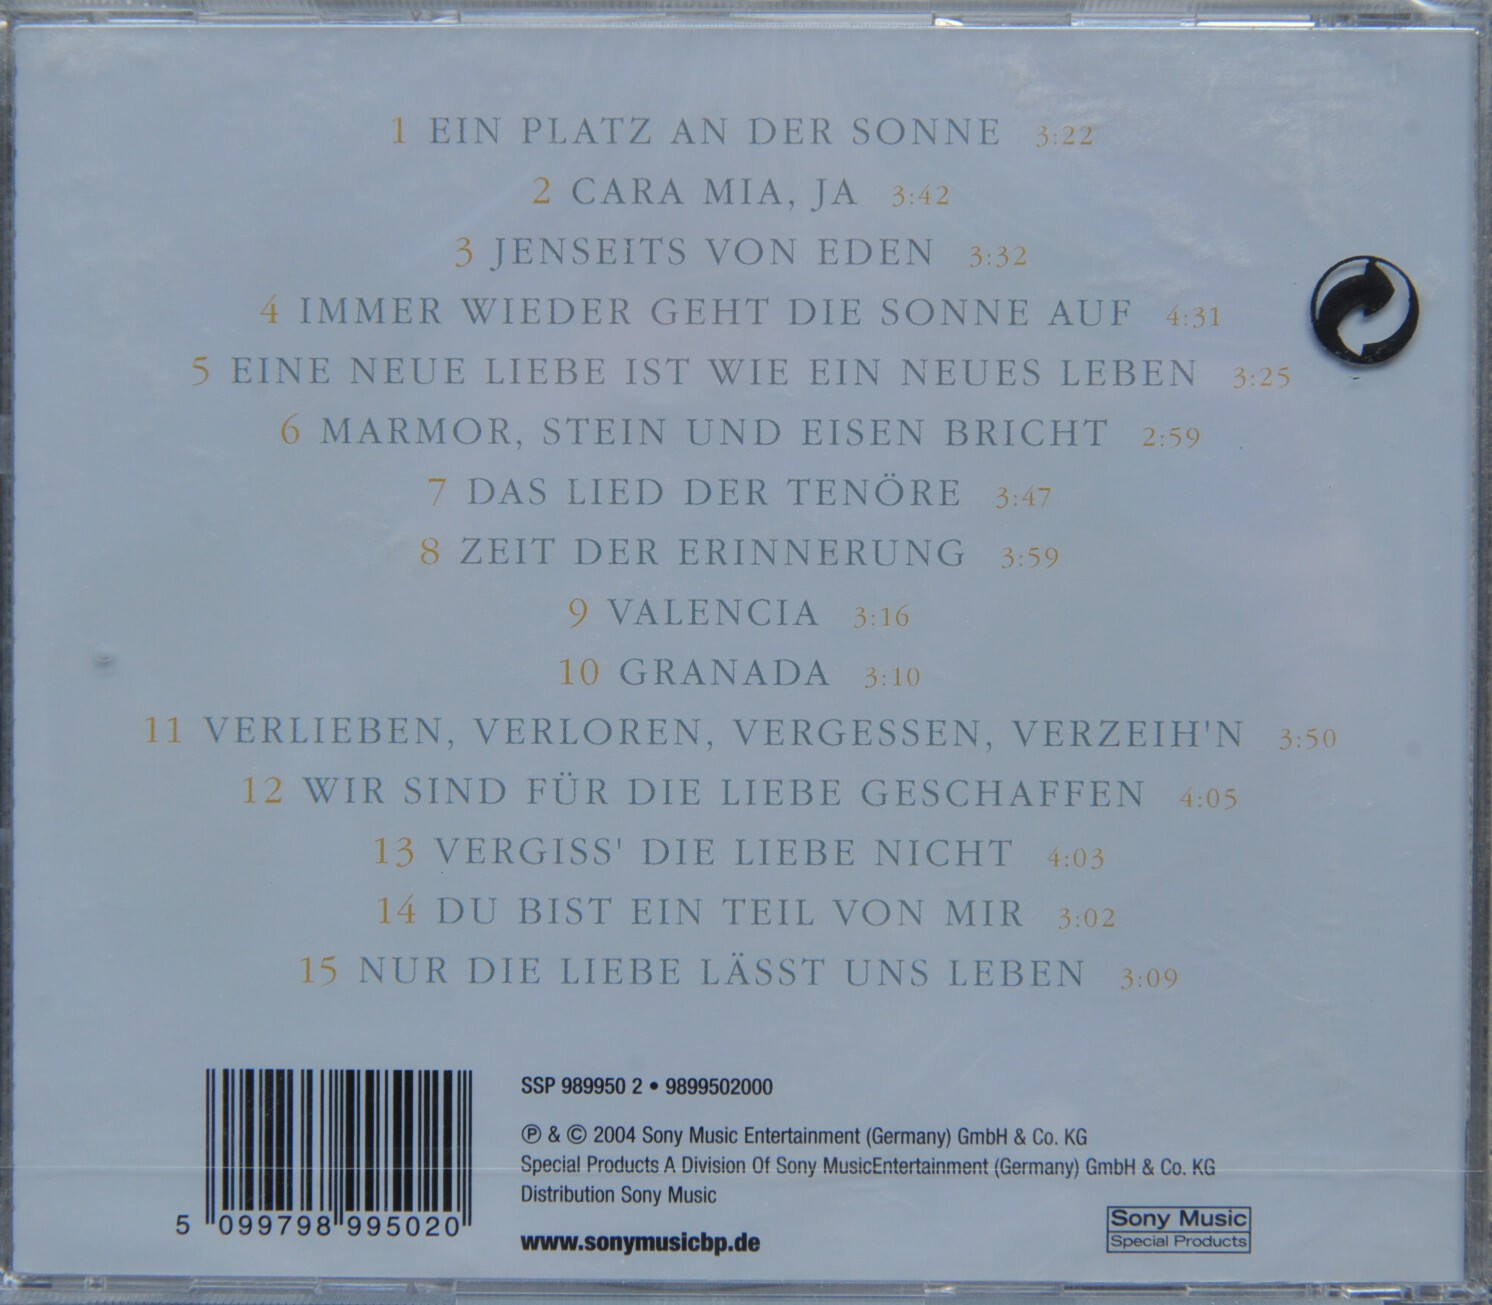 1 EIN PLATZ AN DER SONNE 3:22
2 CARA MIA, JA 3:42
3 JENSEITS VON EDEN 3:32
4 IMMER WIEDER GEHT DIE SONNE AUF 4:31
5 EINE NEUE LIEBE IST WIE EIN NEUES LEBEN 3:25
6 MARMOR, STEIN UND EISEN BRICHT 2:59
7 DAS LIED DER TENÖRE 3:47
8 ZEIT DER ERINNERUNG 3:59
9 VALENCIA 3:16
10 GRANADA 3:10
11 VERLIEBEN, VERLOREN, VERGESSEN, VERZEIH'N 3:50
12 WIR SIND FÜR DIE LIEBE GESCHAFFEN 4:05
13 VERGISS' DIE LIEBE NICHT 4:03
14 DU BIST EIN TEIL VON MIR 3:02
15 NUR DIE LIEBE LÄSST UNS LEBEN 3:09
5 099798 995020
SSP 989950 2 • 9899502000
℗ & © 2004 Sony Music Entertainment (Germany) GmbH & Co. KG
Special Products A Division Of Sony MusicEntertainment (Germany) GmbH & Co. KG
Distribution Sony Music
www.sonymusicbp.de
Sony Music
Special Products